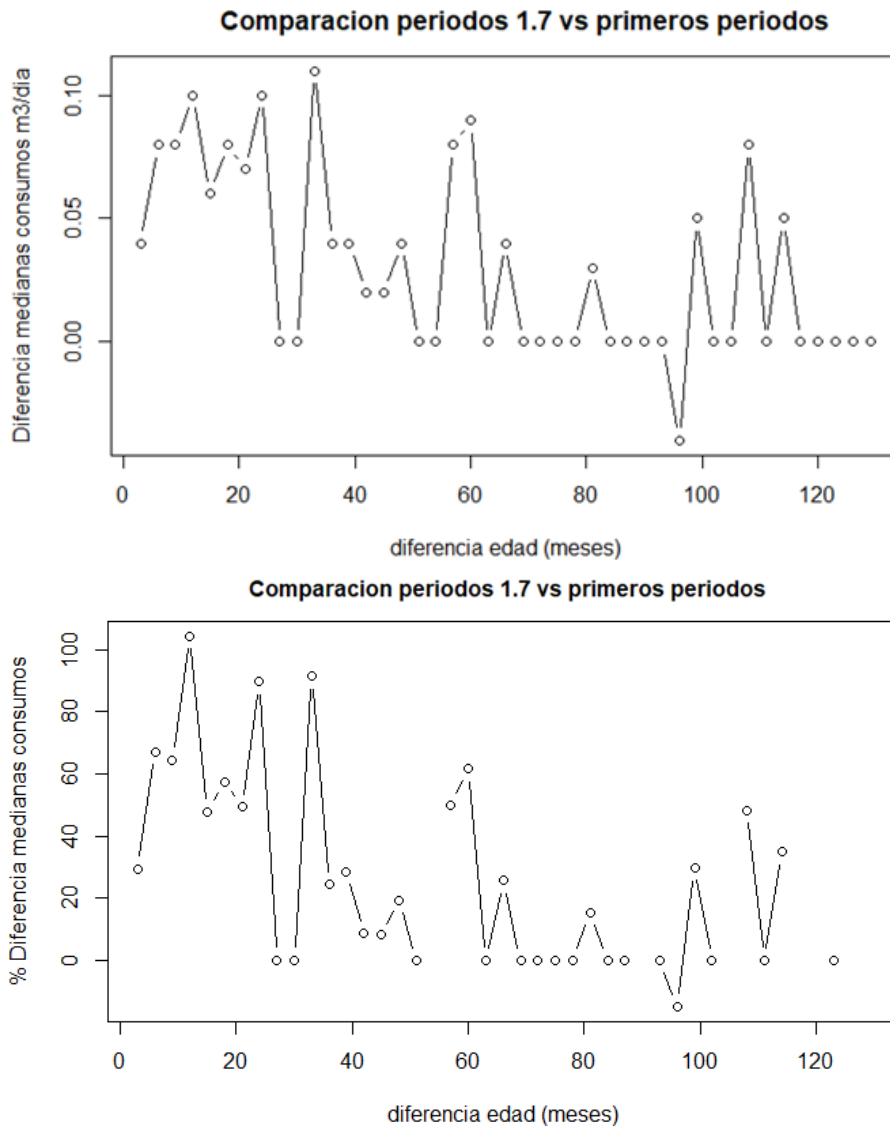 Comparacion periodos 1.7 vs primeros periodos
Diferencia medianas consumos m3/dia
0.10
0.05
0.00
0 20 40 60 80 100 120
diferencia edad (meses)
Comparacion periodos 1.7 vs primeros periodos
% Diferencia medianas consumos
100
80
60
40
20
0
0 20 40 60 80 100 120
diferencia edad (meses)